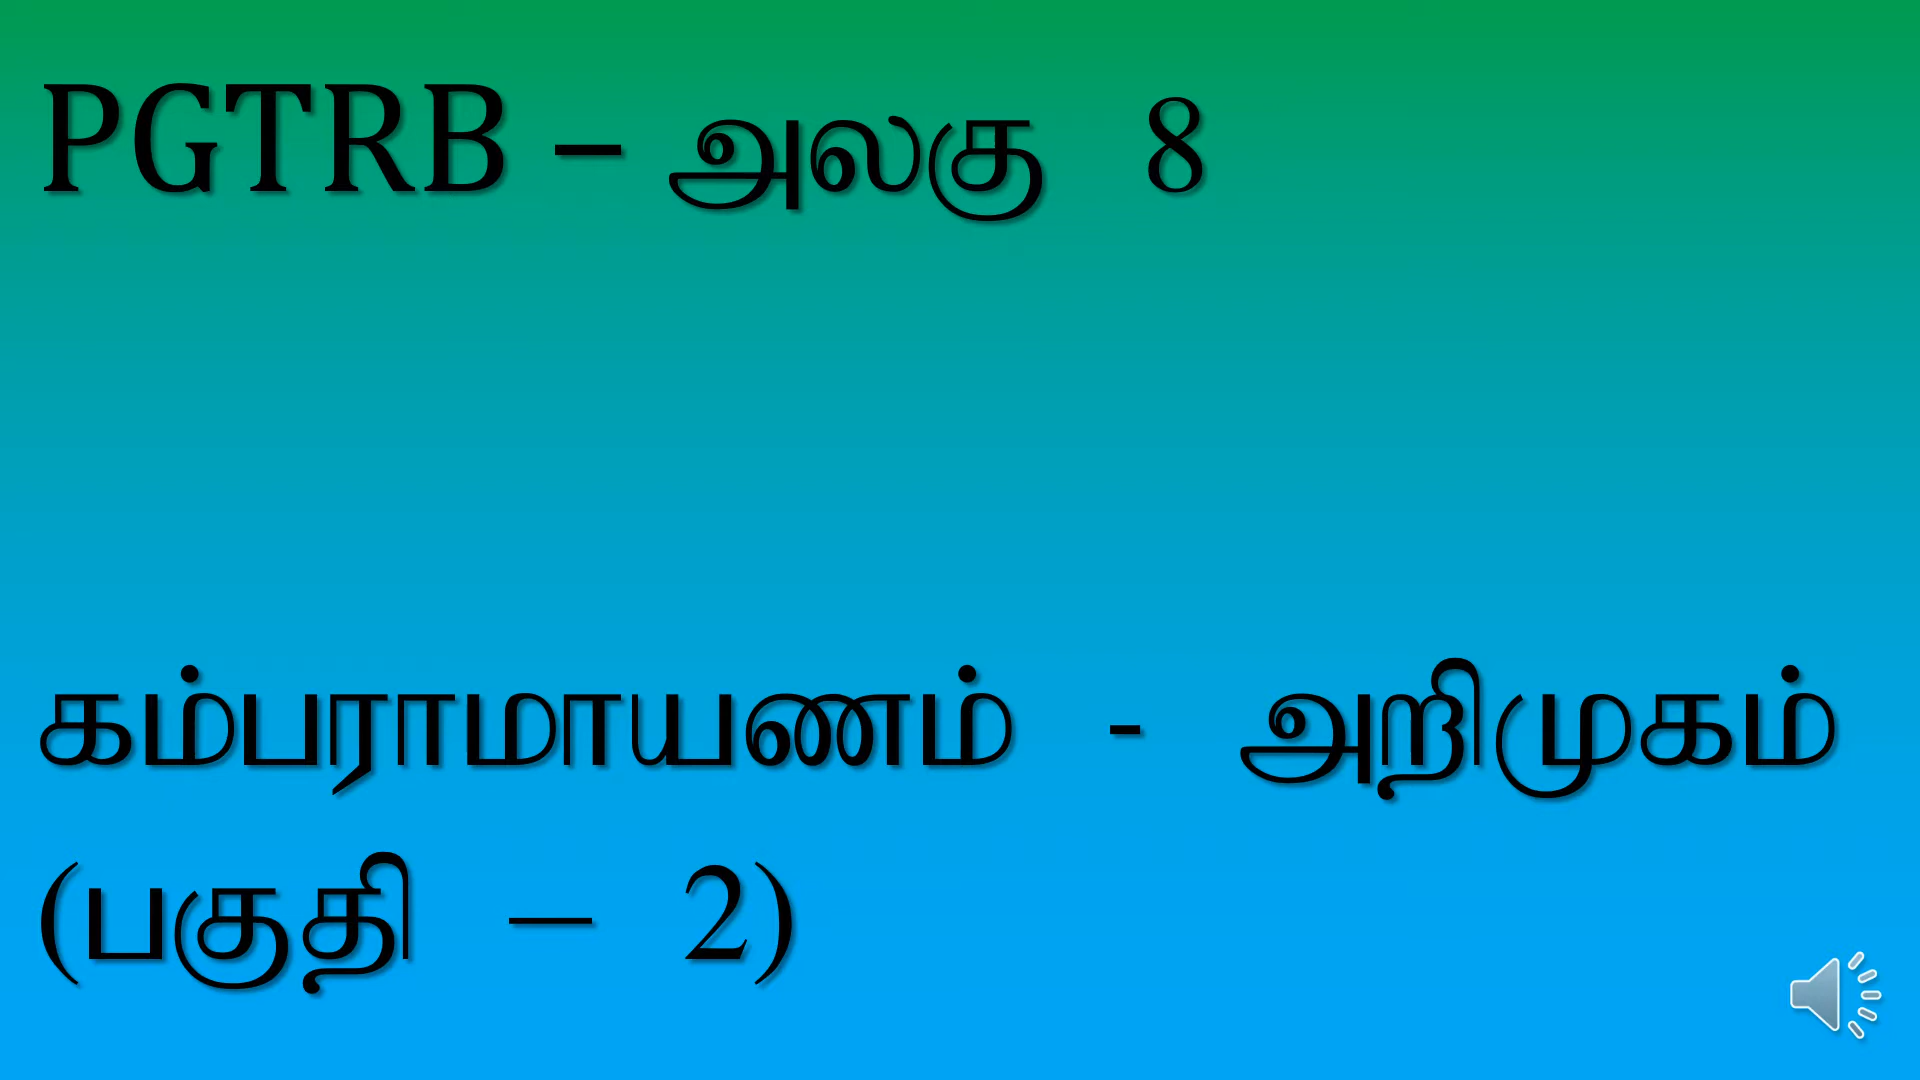 PGTRB – அலகு 8
கம்பராமாயணம் - அறிமுகம்
(பகுதி – 2)